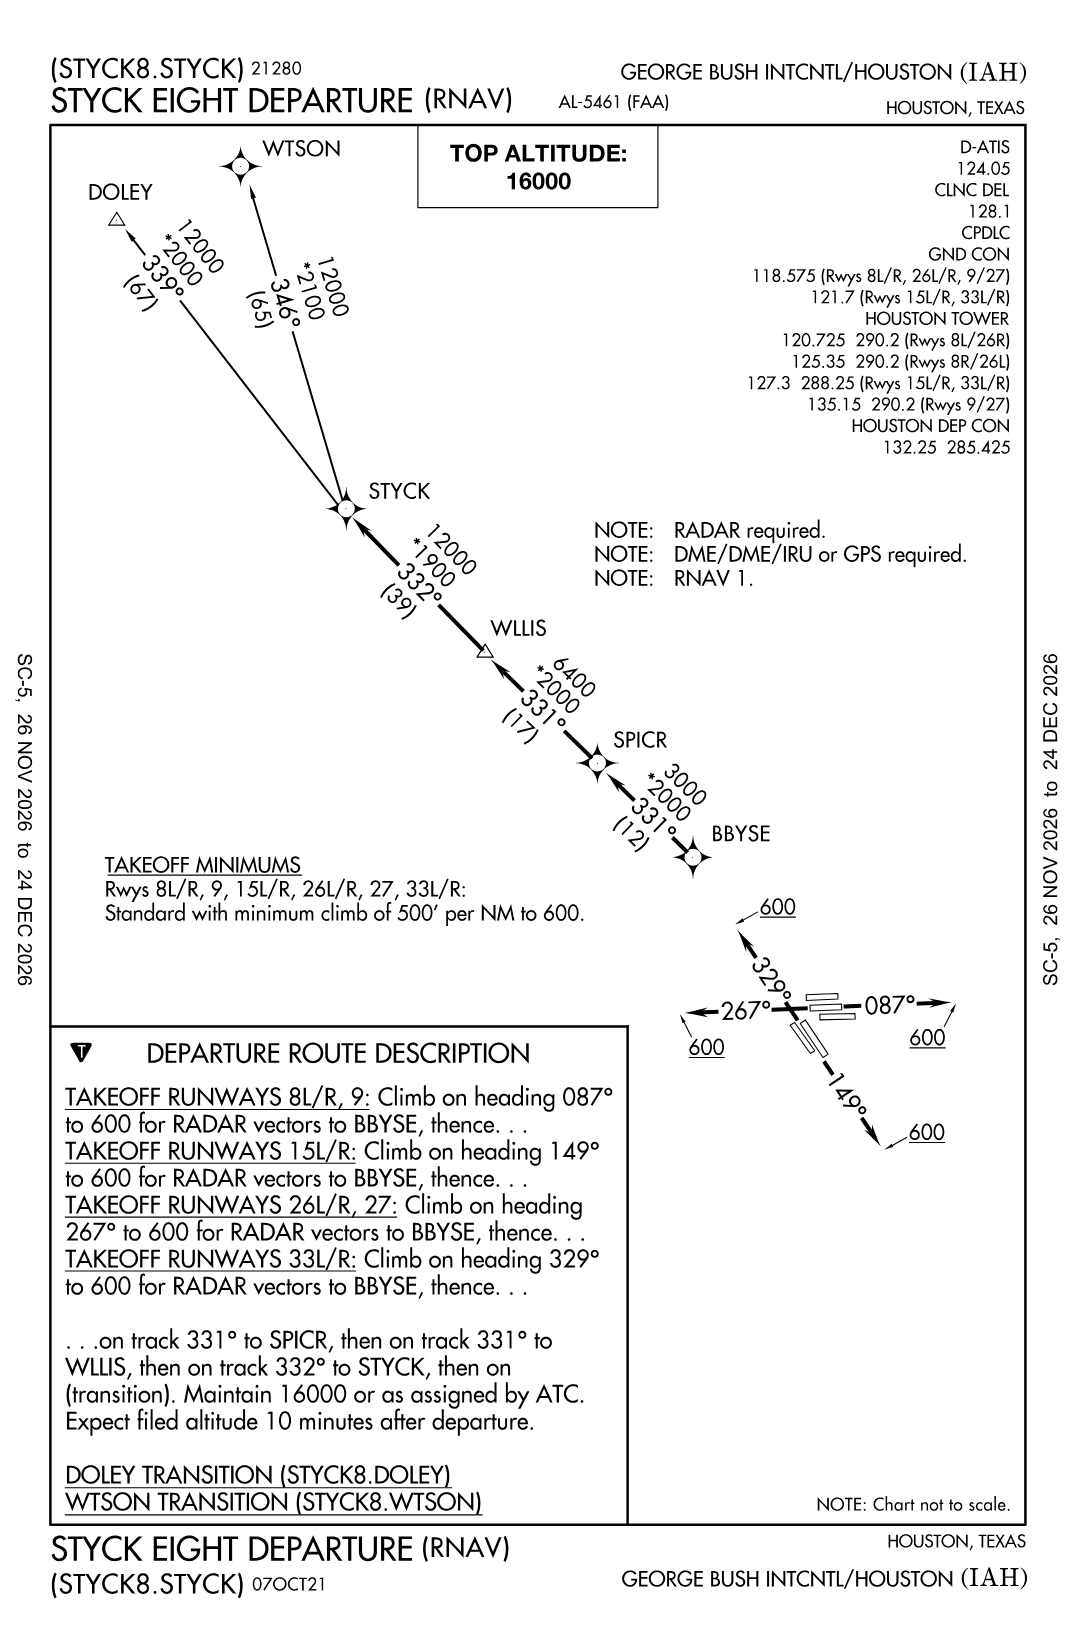 (STYCK8.STYCK) 21280
STYCK EIGHT DEPARTURE (RNAV)
AL-5461 (FAA)
GEORGE BUSH INTCNTL/HOUSTON (IAH)
HOUSTON, TEXAS
TOP ALTITUDE:
16000
D-ATIS
124.05
CLNC DEL
128.1
CPDLC
GND CON
118.575 (Rwys 8L/R, 26L/R, 9/27)
121.7 (Rwys 15L/R, 33L/R)
HOUSTON TOWER
120.725 290.2 (Rwys 8L/26R)
125.35 290.2 (Rwys 8R/26L)
127.3 288.25 (Rwys 15L/R, 33L/R)
135.15 290.2 (Rwys 9/27)
HOUSTON DEP CON
132.25 285.425
WTSON
DOLEY
12000
*2000
339°
(67)
12000
*2100
346°
(65)
STYCK
12000
*1900
332°
(39)
NOTE: RADAR required.
NOTE: DME/DME/IRU or GPS required.
NOTE: RNAV 1.
WLLIS
6400
*2000
331°
(17)
SPICR
3000
*2000
331°
(12)
BBYSE
TAKEOFF MINIMUMS
Rwys 8L/R, 9, 15L/R, 26L/R, 27, 33L/R:
Standard with minimum climb of 500' per NM to 600.
600
329°
267°
087°
600
600
149°
600
T
DEPARTURE ROUTE DESCRIPTION
TAKEOFF RUNWAYS 8L/R, 9: Climb on heading 087°
to 600 for RADAR vectors to BBYSE, thence. . .
TAKEOFF RUNWAYS 15L/R: Climb on heading 149°
to 600 for RADAR vectors to BBYSE, thence. . .
TAKEOFF RUNWAYS 26L/R, 27: Climb on heading
267° to 600 for RADAR vectors to BBYSE, thence. . .
TAKEOFF RUNWAYS 33L/R: Climb on heading 329°
to 600 for RADAR vectors to BBYSE, thence. . .
. . .on track 331° to SPICR, then on track 331° to
WLLIS, then on track 332° to STYCK, then on
(transition). Maintain 16000 or as assigned by ATC.
Expect filed altitude 10 minutes after departure.
DOLEY TRANSITION (STYCK8.DOLEY)
WTSON TRANSITION (STYCK8.WTSON)
NOTE: Chart not to scale.
SC-5, 26 NOV 2026 to 24 DEC 2026
SC-5, 26 NOV 2026 to 24 DEC 2026
STYCK EIGHT DEPARTURE (RNAV)
(STYCK8.STYCK) 07OCT21
HOUSTON, TEXAS
GEORGE BUSH INTCNTL/HOUSTON (IAH)